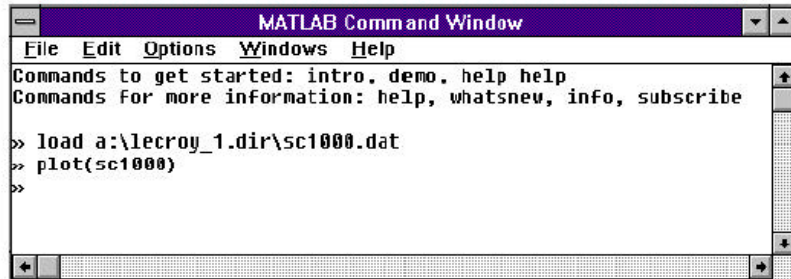 MATLAB Command Window
File Edit Options Windows Help
Commands to get started: intro, demo, help help
Commands for more information: help, whatsnew, info, subscribe
» load a:\lecroy_1.dir\sc1000.dat
» plot(sc1000)
»